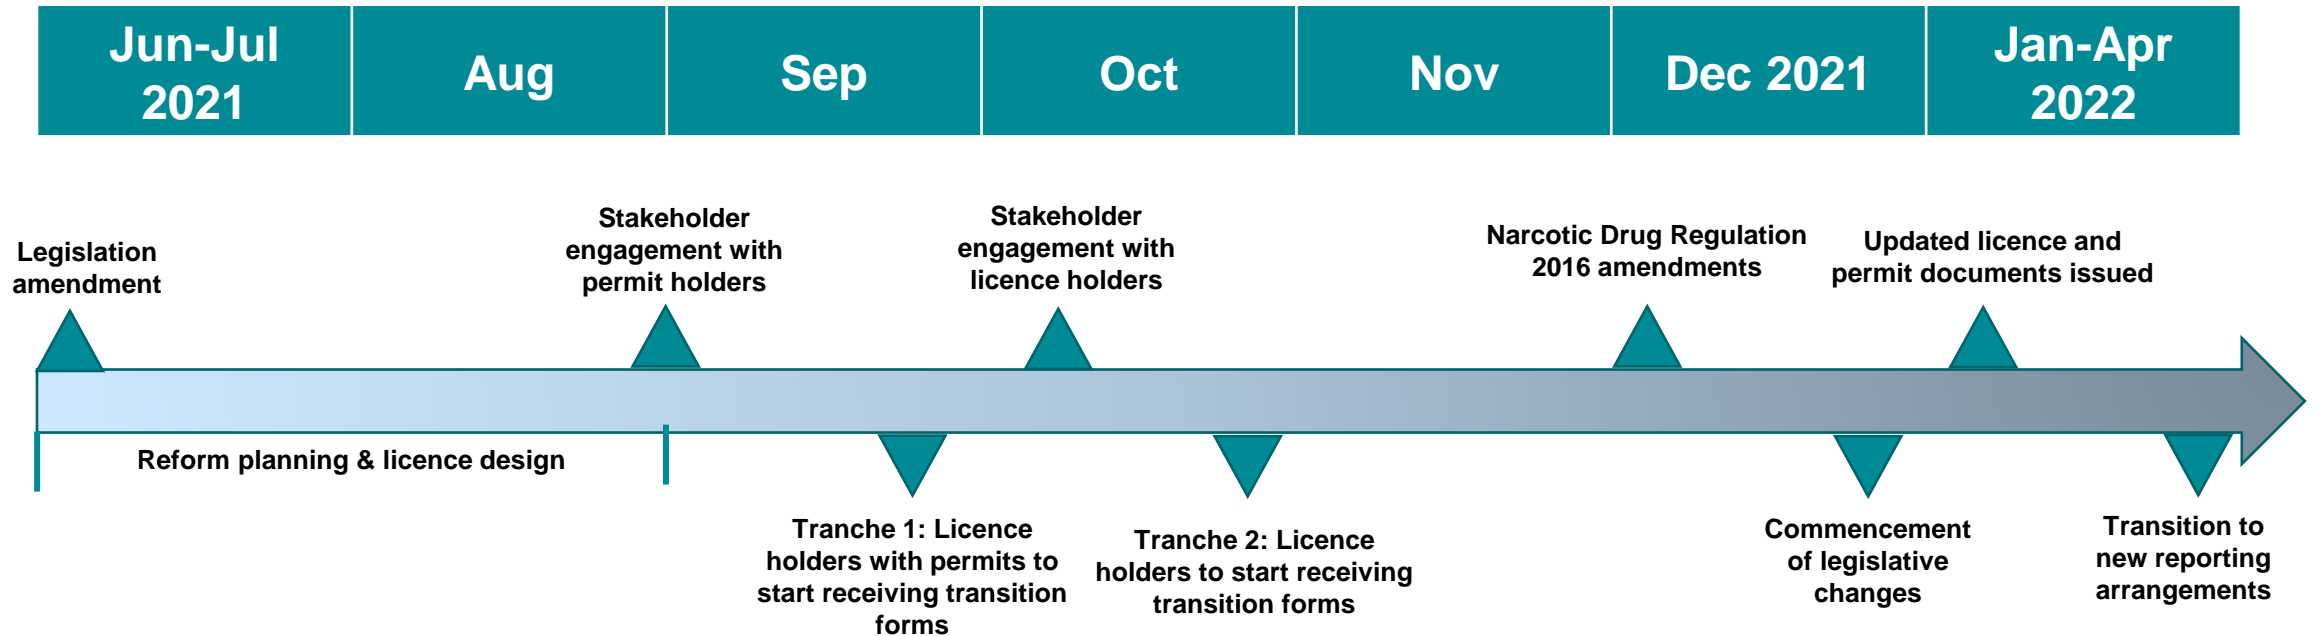 Jun-Jul
2021
Aug
Sep
Oct
Nov
Dec 2021
Jan-Apr
2022
Legislation
amendment
Stakeholder
engagement with
permit holders
Stakeholder
engagement with
licence holders
Narcotic Drug Regulation
2016 amendments
Updated licence and
permit documents issued
Reform planning & licence design
Tranche 1: Licence
holders with permits to
start receiving transition
forms
Tranche 2: Licence
holders to start receiving
transition forms
Commencement
of legislative
changes
Transition to
new reporting
arrangements